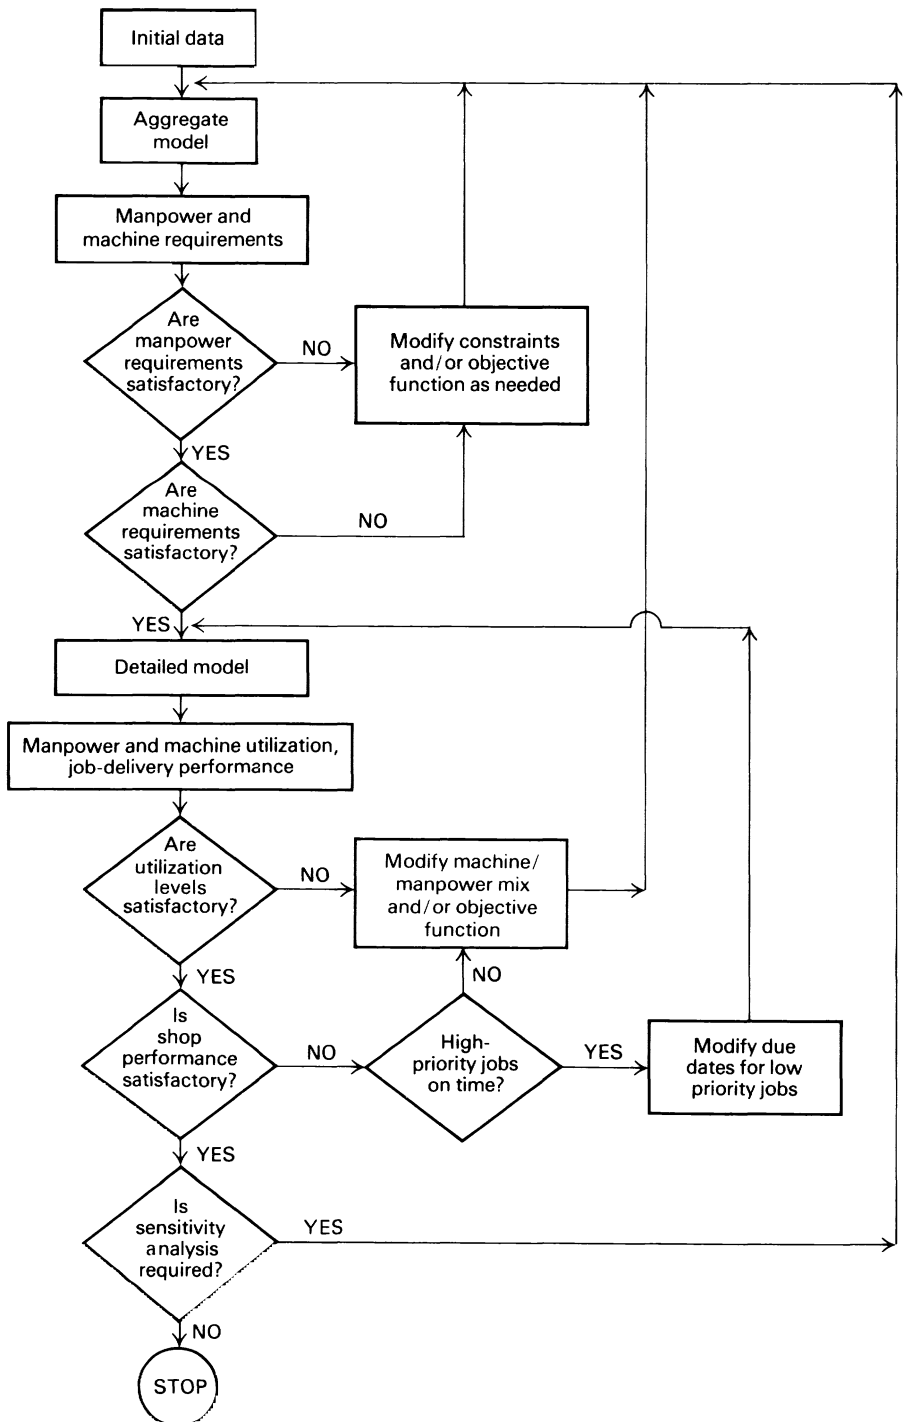 Initial data
Aggregate
model
Manpower and
machine requirements
Are
manpower
requirements
satisfactory?
NO
Modify constraints
and/or objective
function as needed
YES
Are
machine
requirements
satisfactory?
NO
YES
Detailed model
Manpower and machine utilization,
job-delivery performance
Are
utilization
levels
satisfactory?
NO
Modify machine/
manpower mix
and/or objective
function
YES
NO
Is
shop
performance
satisfactory?
NO
High-
priority jobs
on time?
YES
Modify due
dates for low
priority jobs
YES
Is
sensitivity
analysis
required?
YES
NO
STOP